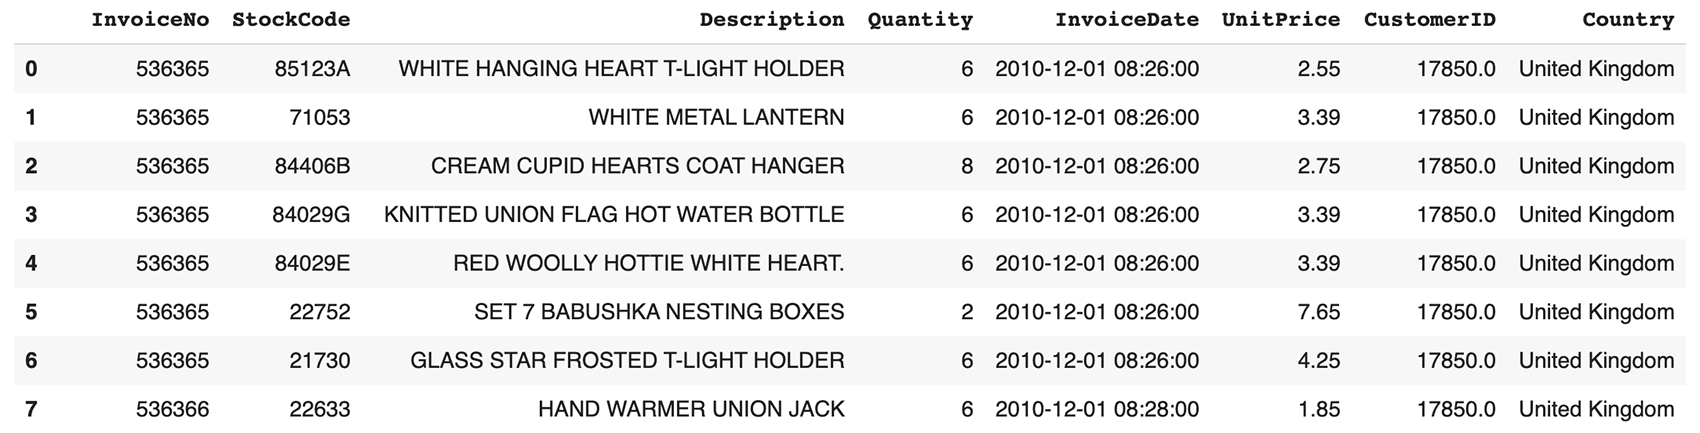 InvoiceNo StockCode Description Quantity InvoiceDate UnitPrice CustomerID Country
0 536365 85123A WHITE HANGING HEART T-LIGHT HOLDER 6 2010-12-01 08:26:00 2.55 17850.0 United Kingdom
1 536365 71053 WHITE METAL LANTERN 6 2010-12-01 08:26:00 3.39 17850.0 United Kingdom
2 536365 84406B CREAM CUPID HEARTS COAT HANGER 8 2010-12-01 08:26:00 2.75 17850.0 United Kingdom
3 536365 84029G KNITTED UNION FLAG HOT WATER BOTTLE 6 2010-12-01 08:26:00 3.39 17850.0 United Kingdom
4 536365 84029E RED WOOLLY HOTTIE WHITE HEART. 6 2010-12-01 08:26:00 3.39 17850.0 United Kingdom
5 536365 22752 SET 7 BABUSHKA NESTING BOXES 2 2010-12-01 08:26:00 7.65 17850.0 United Kingdom
6 536365 21730 GLASS STAR FROSTED T-LIGHT HOLDER 6 2010-12-01 08:26:00 4.25 17850.0 United Kingdom
7 536366 22633 HAND WARMER UNION JACK 6 2010-12-01 08:28:00 1.85 17850.0 United Kingdom